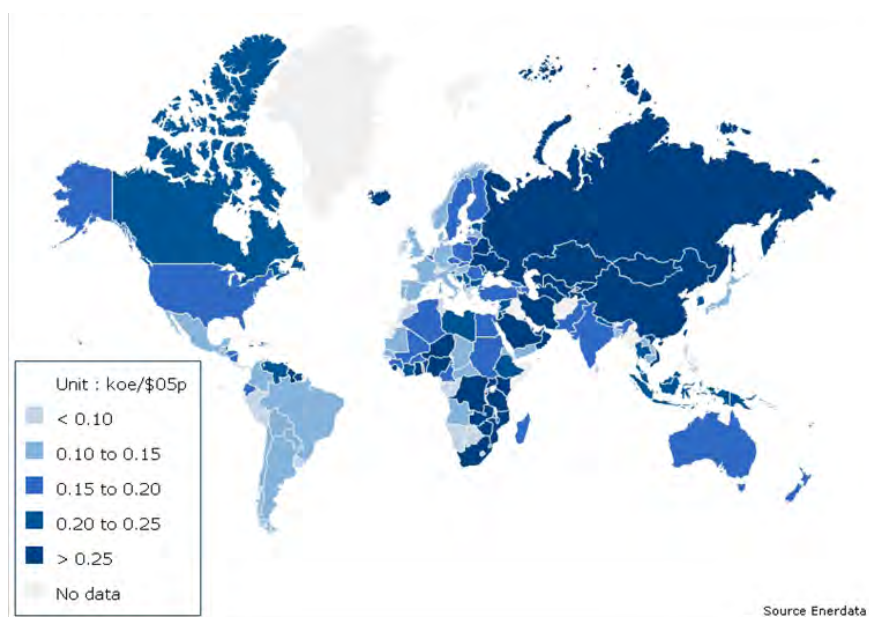 Unit : koe/$05p
< 0.10
0.10 to 0.15
0.15 to 0.20
0.20 to 0.25
> 0.25
No data
Source Enerdata